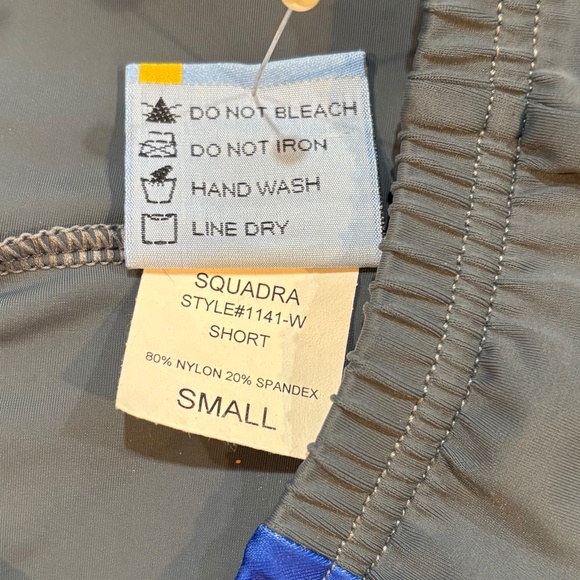 DO NOT BLEACH
DO NOT IRON
HAND WASH
LINE DRY
SQUADRA
STYLE#1141-W
SHORT
80% NYLON 20% SPANDEX
SMALL